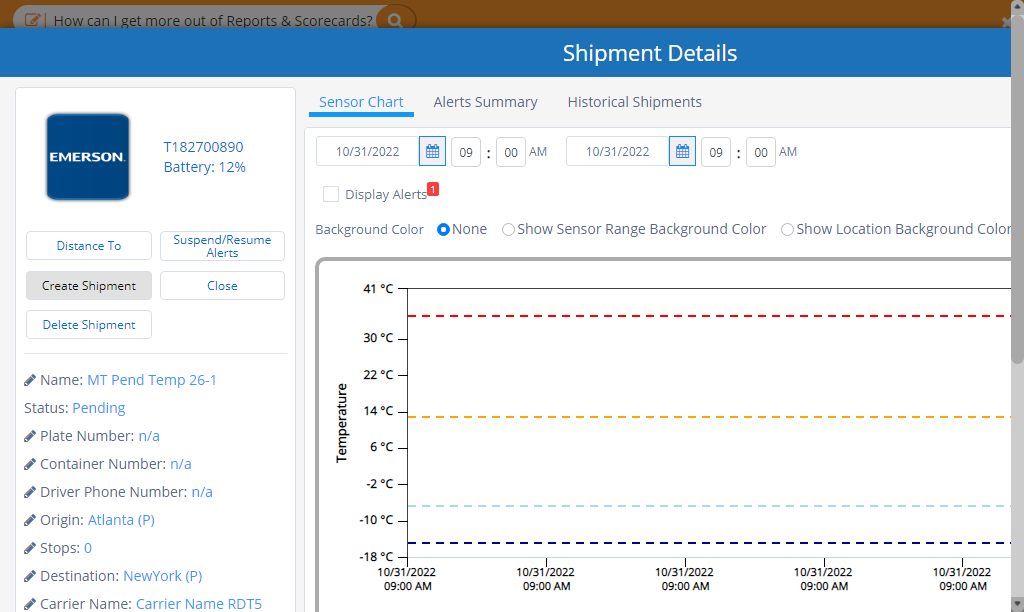 How can I get more out of Reports & Scorecards?
Shipment Details
EMERSON.
T182700890
Battery: 12%
Distance To
Suspend/Resume
Alerts
Create Shipment
Close
Delete Shipment
Name: MT Pend Temp 26-1
Status: Pending
Plate Number: n/a
Container Number: n/a
Driver Phone Number: n/a
Origin: Atlanta (P)
Stops: 0
Destination: NewYork (P)
Carrier Name: Carrier Name RDT5
Sensor Chart Alerts Summary Historical Shipments
10/31/2022 09 : 00 AM 10/31/2022 09 : 00 AM
Display Alerts 1
Background Color None Show Sensor Range Background Color Show Location Background Color
Temperature
41 °C
30 °C
22 °C
14 °C
6 °C
-2 °C
-10 °C
-18 °C
10/31/2022 10/31/2022 10/31/2022 10/31/2022 10/31/2022
09:00 AM 09:00 AM 09:00 AM 09:00 AM 09:00 AM